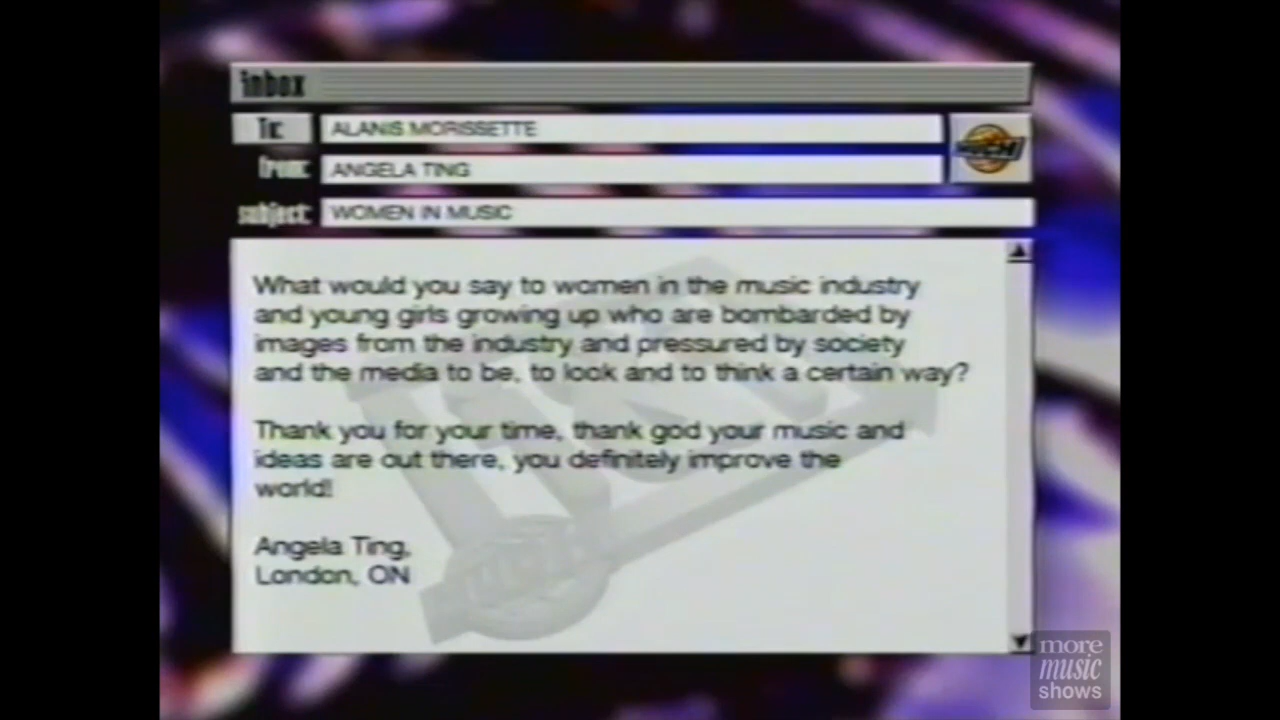 inbox
To: ALANIS MORISSETTE
from: ANGELA TING
subject: WOMEN IN MUSIC
What would you say to women in the music industry
and young girls growing up who are bombarded by
images from the industry and pressured by society
and the media to be, to look and to think a certain way?
Thank you for your time, thank god your music and
ideas are out there, you definitely improve the
world!
Angela Ting,
London, ON
more
music
shows